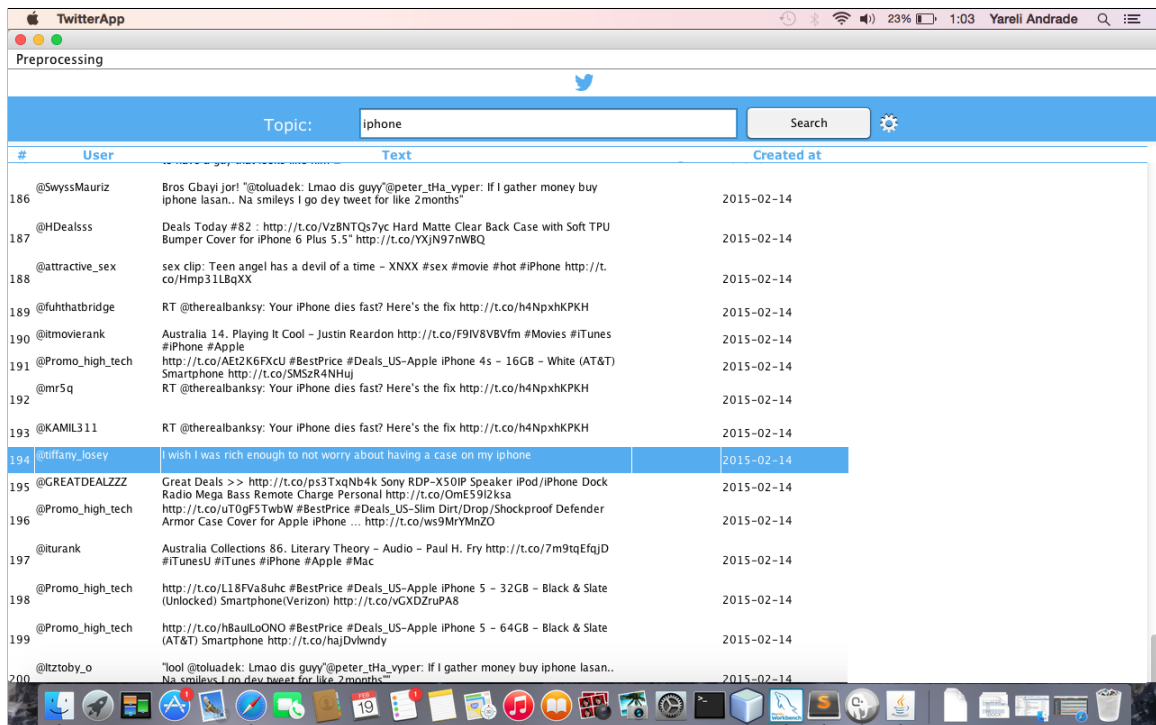 TwitterApp 23% 1:03 Yareli Andrade
Preprocessing
Topic: iphone Search
# User Text Created at
186 @SwyssMauriz Bros Gbayi jor! "@toluadek: Lmao dis guyy"@peter_tHa_vyper: If I gather money buy
iphone lasan.. Na smileys I go dey tweet for like 2months" 2015-02-14
187 @HDealsss Deals Today #82 : http://t.co/VzBNTQs7yc Hard Matte Clear Back Case with Soft TPU
Bumper Cover for iPhone 6 Plus 5.5" http://t.co/YXjN97nWBQ 2015-02-14
188 @attractive_sex sex clip: Teen angel has a devil of a time - XNXX #sex #movie #hot #iPhone http://t.
co/Hmp31LBqXX 2015-02-14
189 @fuhthatbridge RT @therealbanksy: Your iPhone dies fast? Here's the fix http://t.co/h4NpxhKPKH 2015-02-14
190 @itmovierank Australia 14. Playing It Cool - Justin Reardon http://t.co/F9IV8VBVfm #Movies #iTunes
#iPhone #Apple 2015-02-14
191 @Promo_high_tech http://t.co/AEt2K6FXcU #BestPrice #Deals_US-Apple iPhone 4s - 16GB - White (AT&T)
Smartphone http://t.co/SMSzR4NHuj 2015-02-14
192 @mr5q RT @therealbanksy: Your iPhone dies fast? Here's the fix http://t.co/h4NpxhKPKH 2015-02-14
193 @KAMIL311 RT @therealbanksy: Your iPhone dies fast? Here's the fix http://t.co/h4NpxhKPKH 2015-02-14
194 @tiffany_losey I wish I was rich enough to not worry about having a case on my iphone 2015-02-14
195 @GREATDEALZZZ Great Deals >> http://t.co/ps3TxqNb4k Sony RDP-X50IP Speaker iPod/iPhone Dock
Radio Mega Bass Remote Charge Personal http://t.co/OmE59l2ksa 2015-02-14
196 @Promo_high_tech http://t.co/uT0gF5TwbW #BestPrice #Deals_US-Slim Dirt/Drop/Shockproof Defender
Armor Case Cover for Apple iPhone ... http://t.co/ws9MrYMnZO 2015-02-14
197 @iturank Australia Collections 86. Literary Theory - Audio - Paul H. Fry http://t.co/7m9tqEfqjD
#iTunesU #iTunes #iPhone #Apple #Mac 2015-02-14
198 @Promo_high_tech http://t.co/L18FVa8uhc #BestPrice #Deals_US-Apple iPhone 5 - 32GB - Black & Slate
(Unlocked) Smartphone(Verizon) http://t.co/vGXDZruPA8 2015-02-14
199 @Promo_high_tech http://t.co/hBaulLoONO #BestPrice #Deals_US-Apple iPhone 5 - 64GB - Black & Slate
(AT&T) Smartphone http://t.co/hajDvlwndy 2015-02-14
200 @Itztoby_o "lool @toluadek: Lmao dis guyy"@peter_tHa_vyper: If I gather money buy iphone lasan..
Na smileys I go dey tweet for like 2months"" 2015-02-14
FEB
19